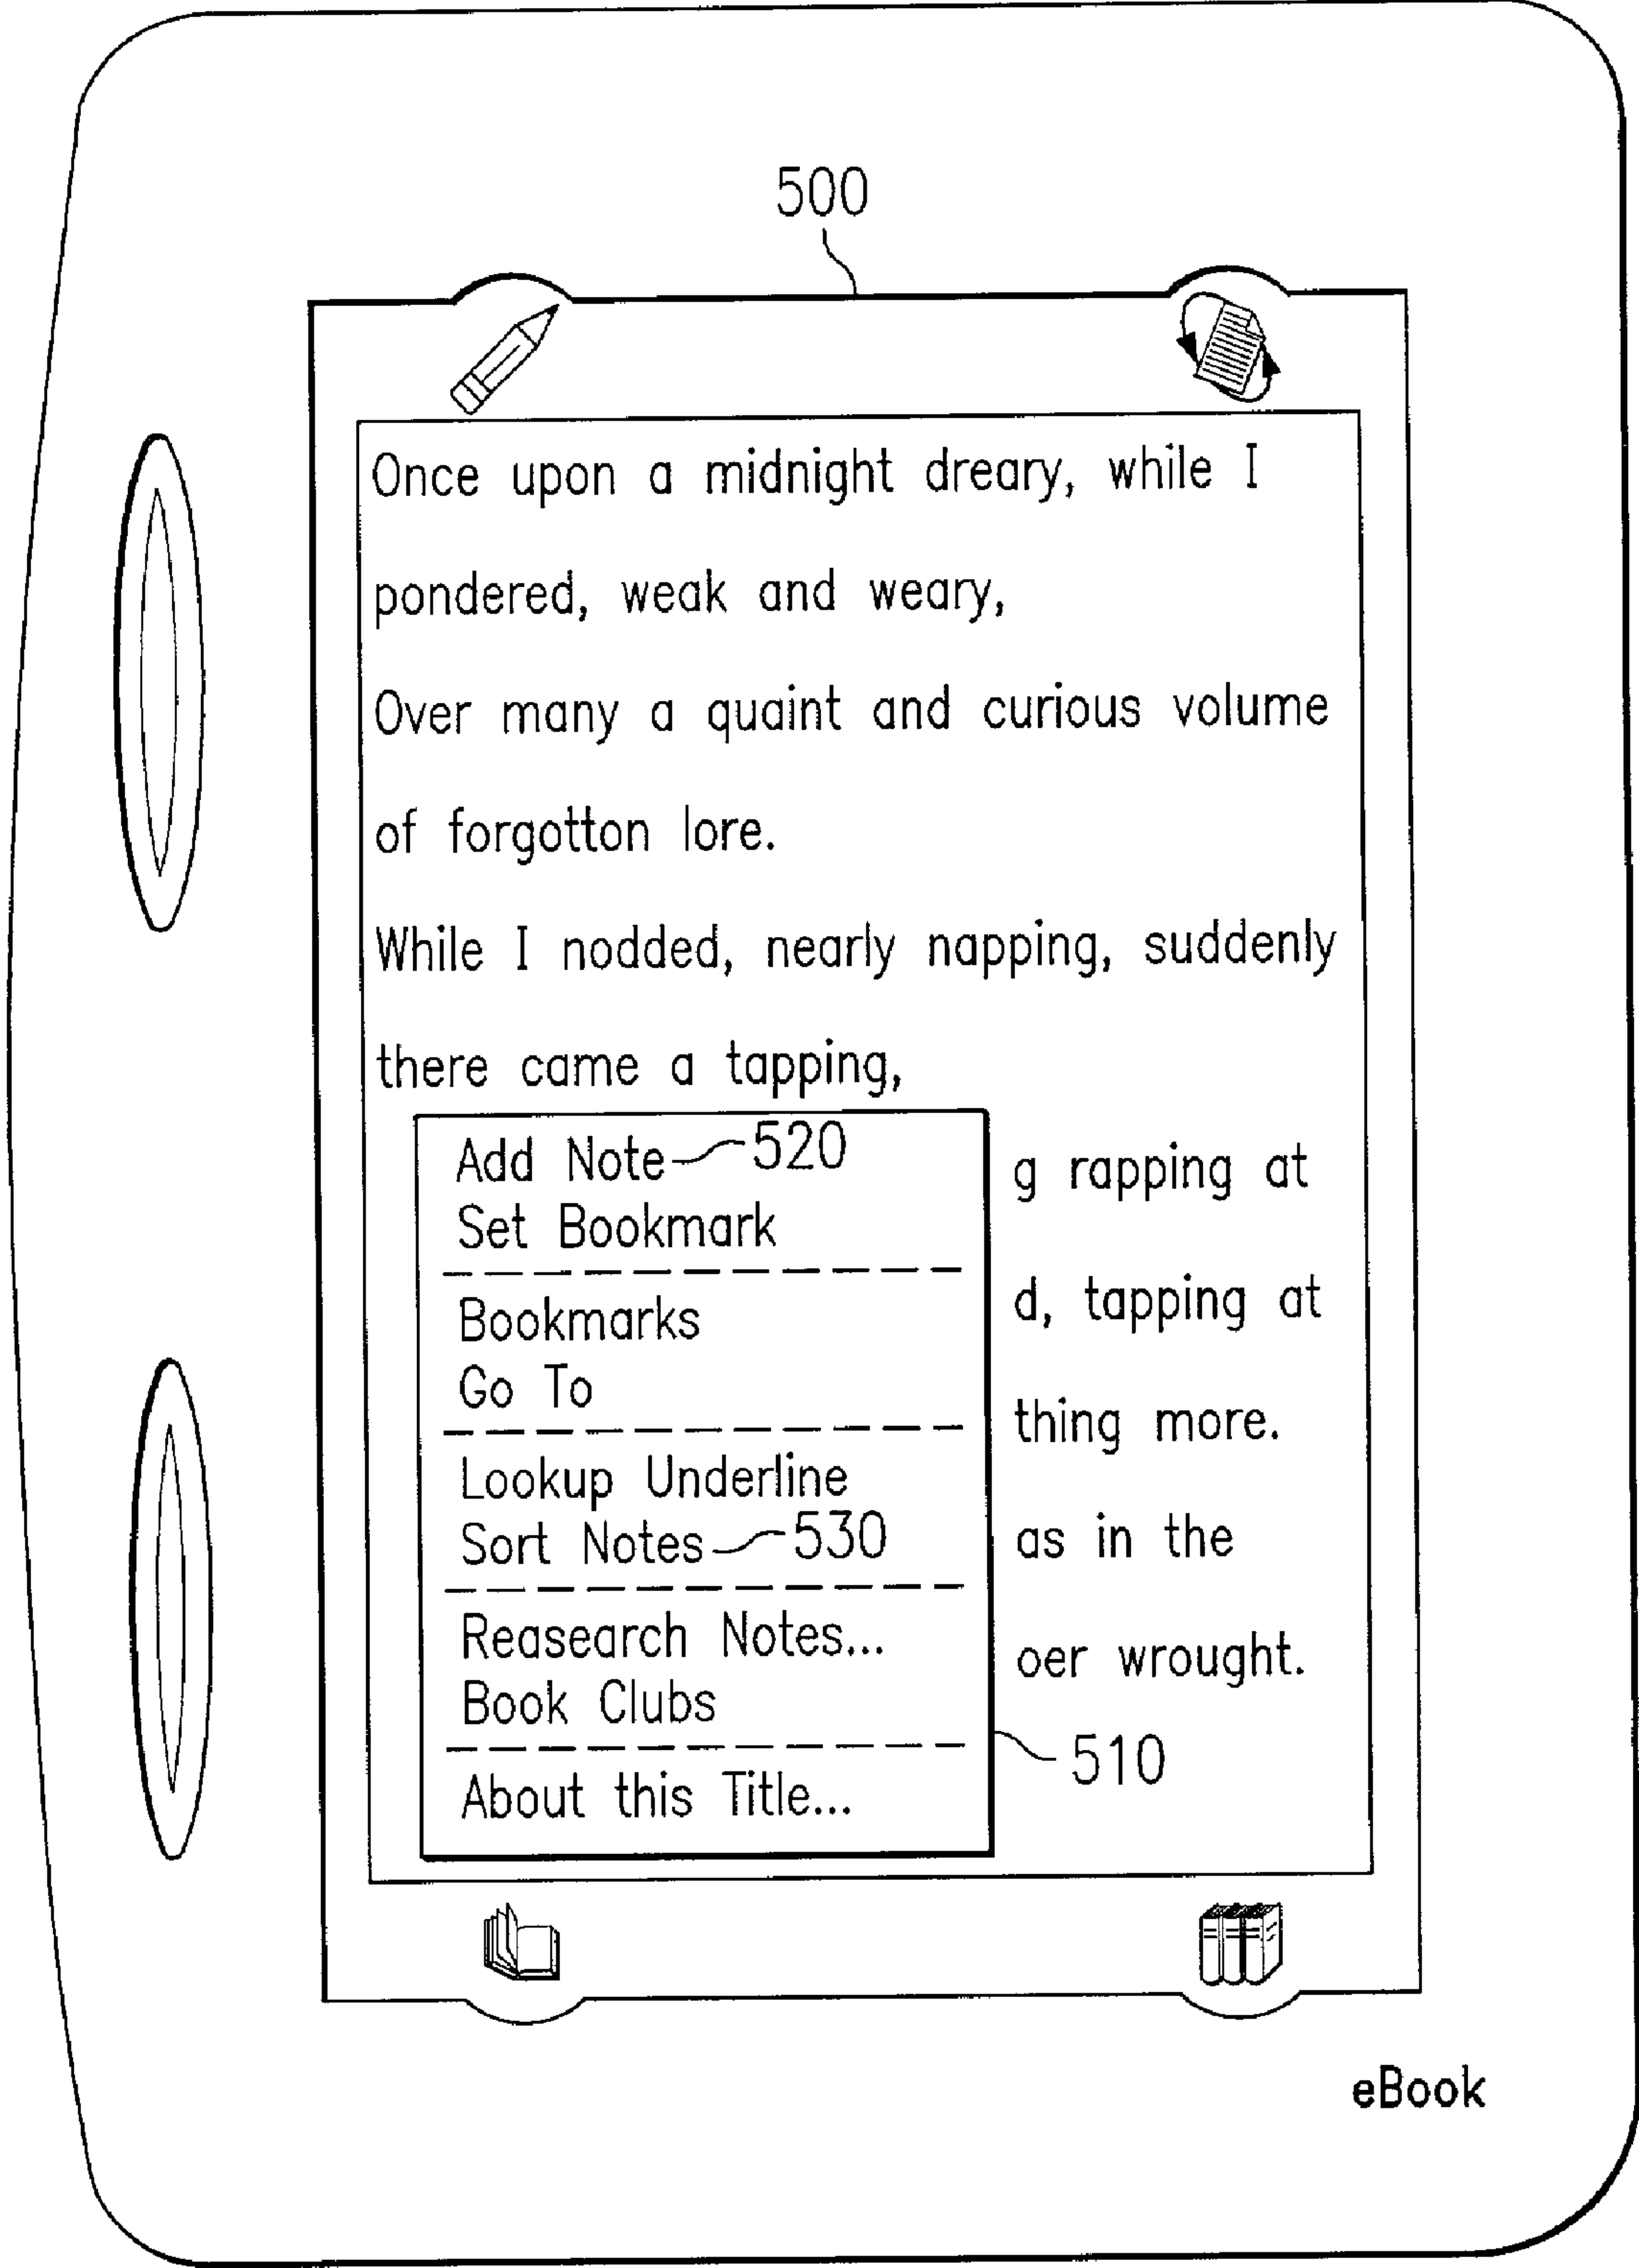 500
Once upon a midnight dreary, while I
pondered, weak and weary,
Over many a quaint and curious volume
of forgotton lore.
While I nodded, nearly napping, suddenly
there came a tapping,
Add Note 520
g rapping at
Set Bookmark
d, tapping at
Bookmarks
Go To
thing more.
Lookup Underline
Sort Notes 530
as in the
Reasearch Notes...
oer wrought.
Book Clubs
510
About this Title...
eBook